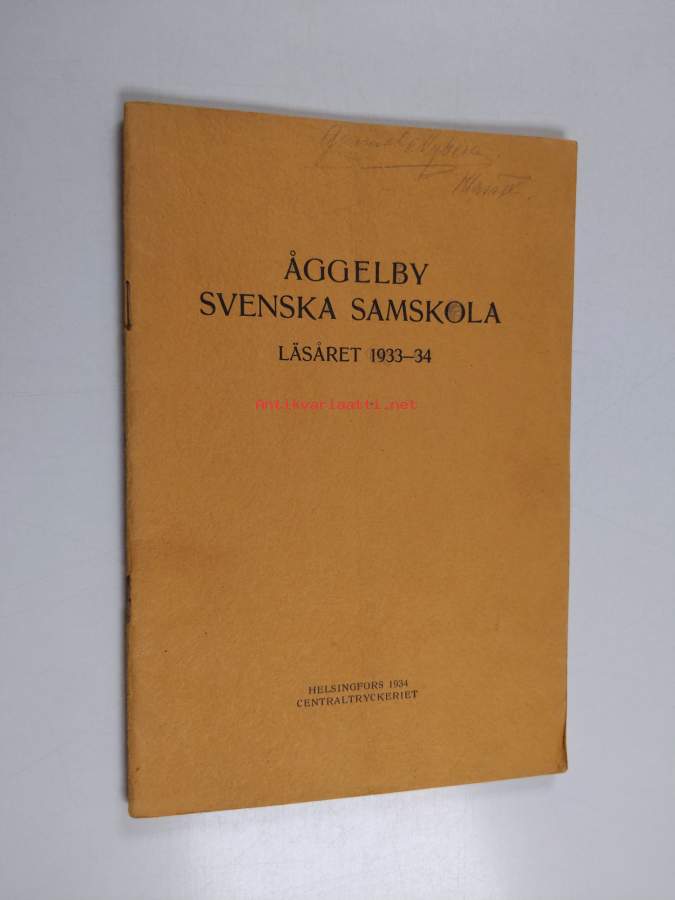 ÅGGELBY
SVENSKA SAMSKOLA
LÄSÅRET 1933—34
Antikvariaatti.net
HELSINGFORS 1934
CENTRALTRYCKERIET